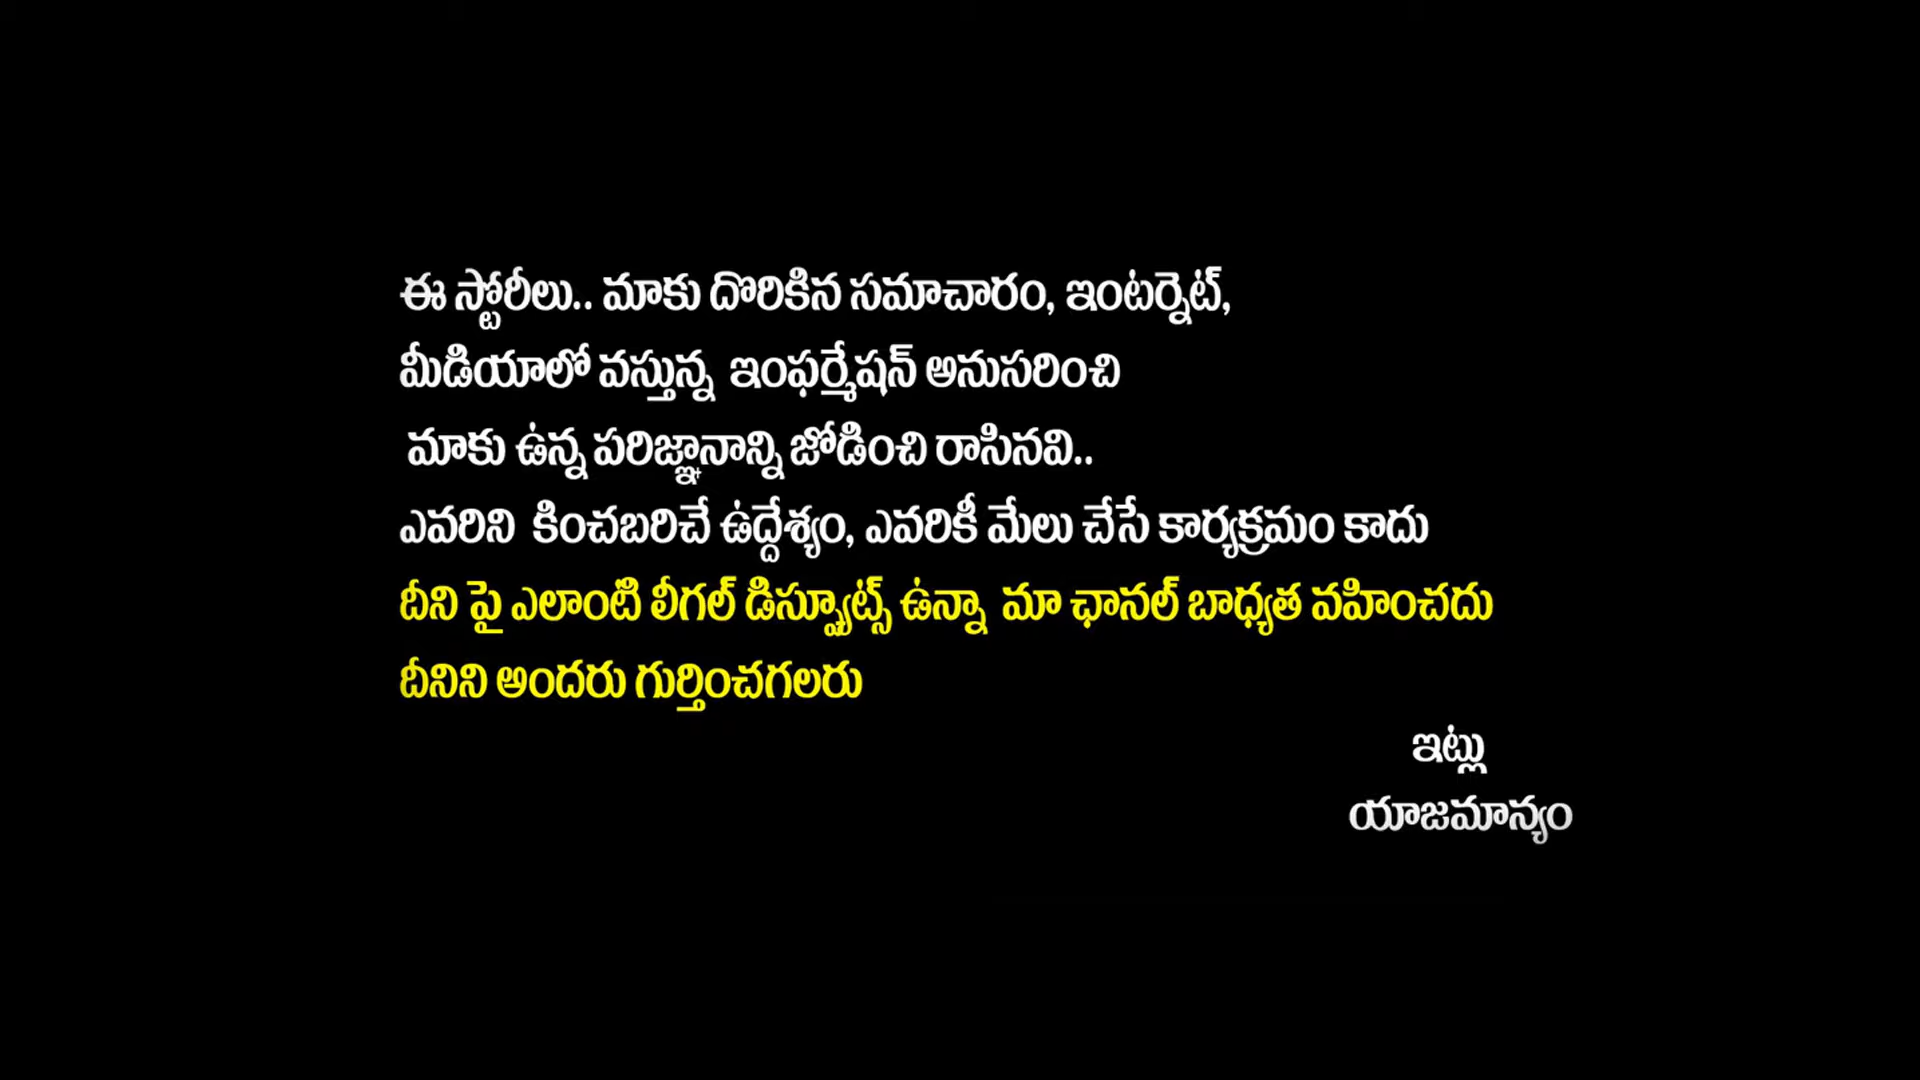 ఈ స్టోరీలు.. మాకు దొరికిన సమాచారం, ఇంటర్నెట్,
మీడియాలో వస్తున్న ఇంఫర్మేషన్ అనుసరించి
మాకు ఉన్న పరిజ్ఞానాన్ని జోడించి రాసినవి..
ఎవరిని కించబరిచే ఉద్దేశ్యం, ఎవరికీ మేలు చేసే కార్యక్రమం కాదు
దీని పై ఎలాంటి లీగల్ డిస్ప్యూట్స్ ఉన్నా మా ఛానల్ బాధ్యత వహించదు
దీనిని అందరు గుర్తించగలరు
ఇట్లు
యాజమాన్యం